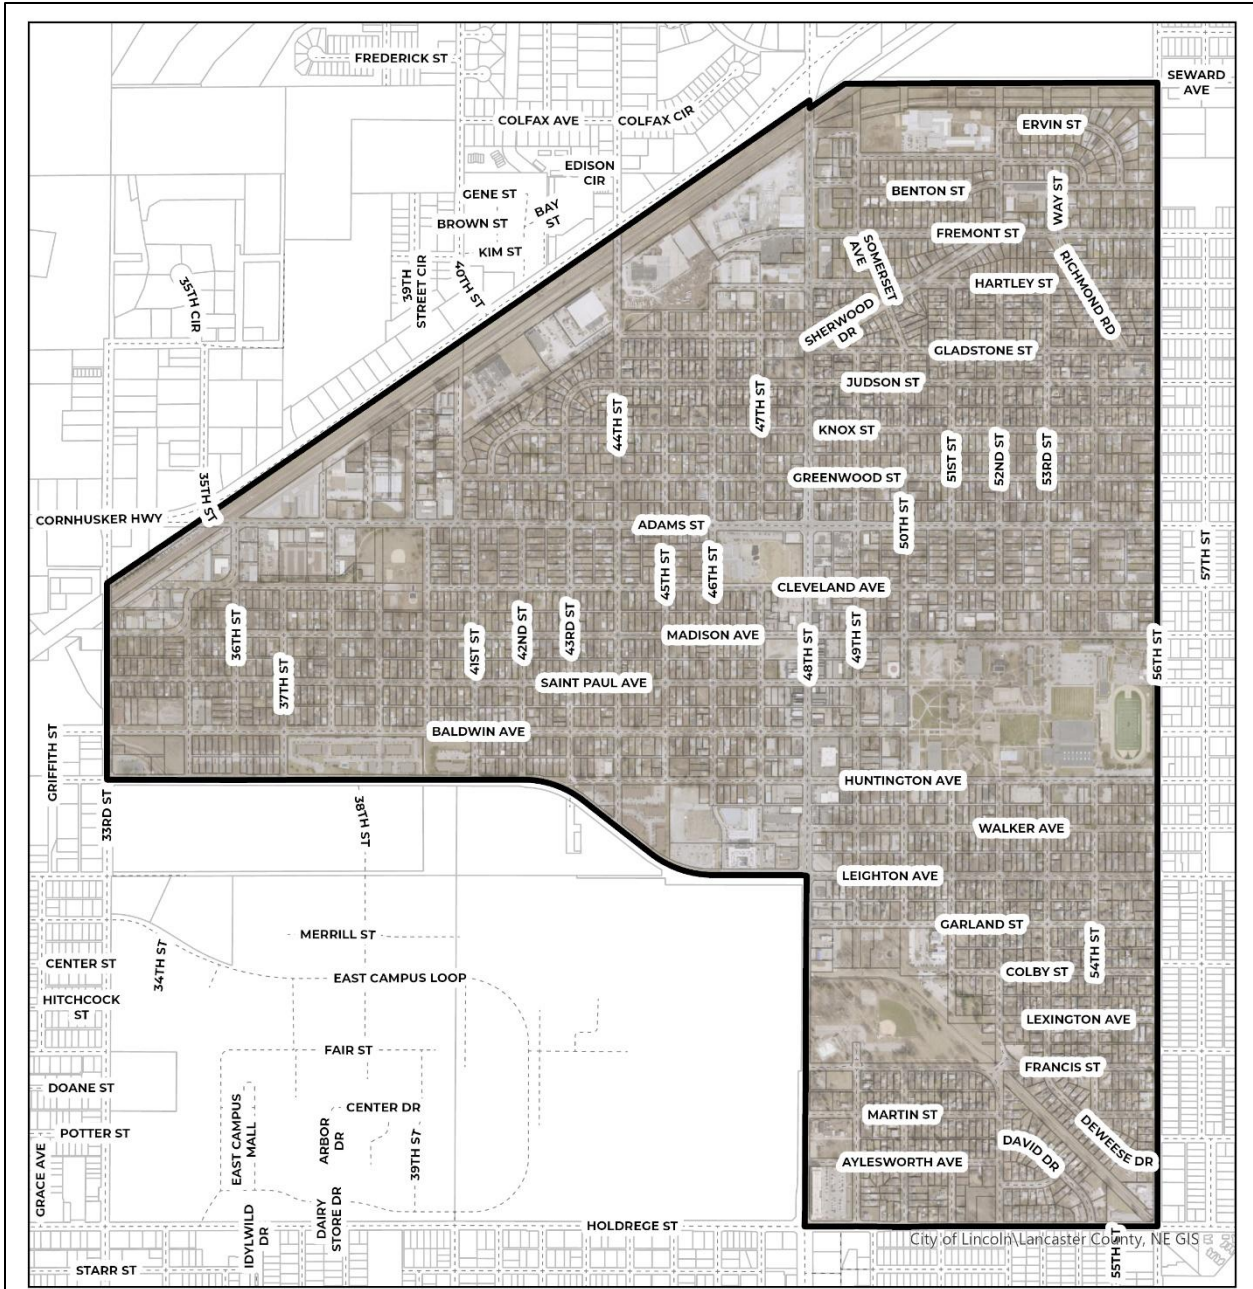 FREDERICK ST
SEWARD
AVE
COLFAX AVE
COLFAX CIR
ERVIN ST
EDISON
CIR
GENE ST
BENTON ST
WAY ST
BAY
ST
BROWN ST
FREMONT ST
KIM ST
SOMERSET
AVE
39TH
STREET CIR
40TH ST
35TH CIR
HARTLEY ST
RICHMOND RD
SHERWOOD
DR
GLADSTONE ST
JUDSON ST
47TH ST
44TH ST
KNOX ST
51ST ST
52ND ST
53RD ST
GREENWOOD ST
35TH ST
CORNHUSKER HWY
ADAMS ST
50TH ST
57TH ST
45TH ST
46TH ST
CLEVELAND AVE
36TH ST
42ND ST
43RD ST
MADISON AVE
41ST ST
48TH ST
49TH ST
56TH ST
37TH ST
SAINT PAUL AVE
BALDWIN AVE
GRIFFITH ST
HUNTINGTON AVE
33RD ST
38TH ST
WALKER AVE
LEIGHTON AVE
GARLAND ST
MERRILL ST
34TH ST
54TH ST
CENTER ST
COLBY ST
EAST CAMPUS LOOP
HITCHCOCK
ST
LEXINGTON AVE
FAIR ST
FRANCIS ST
DOANE ST
CENTER DR
MARTIN ST
EAST CAMPUS
MALL
ARBOR
DR
POTTER ST
39TH ST
DAVID DR
DEWEESE DR
AYLESWORTH AVE
GRACE AVE
IDYLWILD
DR
DAIRY
STORE DR
HOLDREGE ST
City of Lincoln\Lancaster County, NE GIS
55TH ST
STARR ST